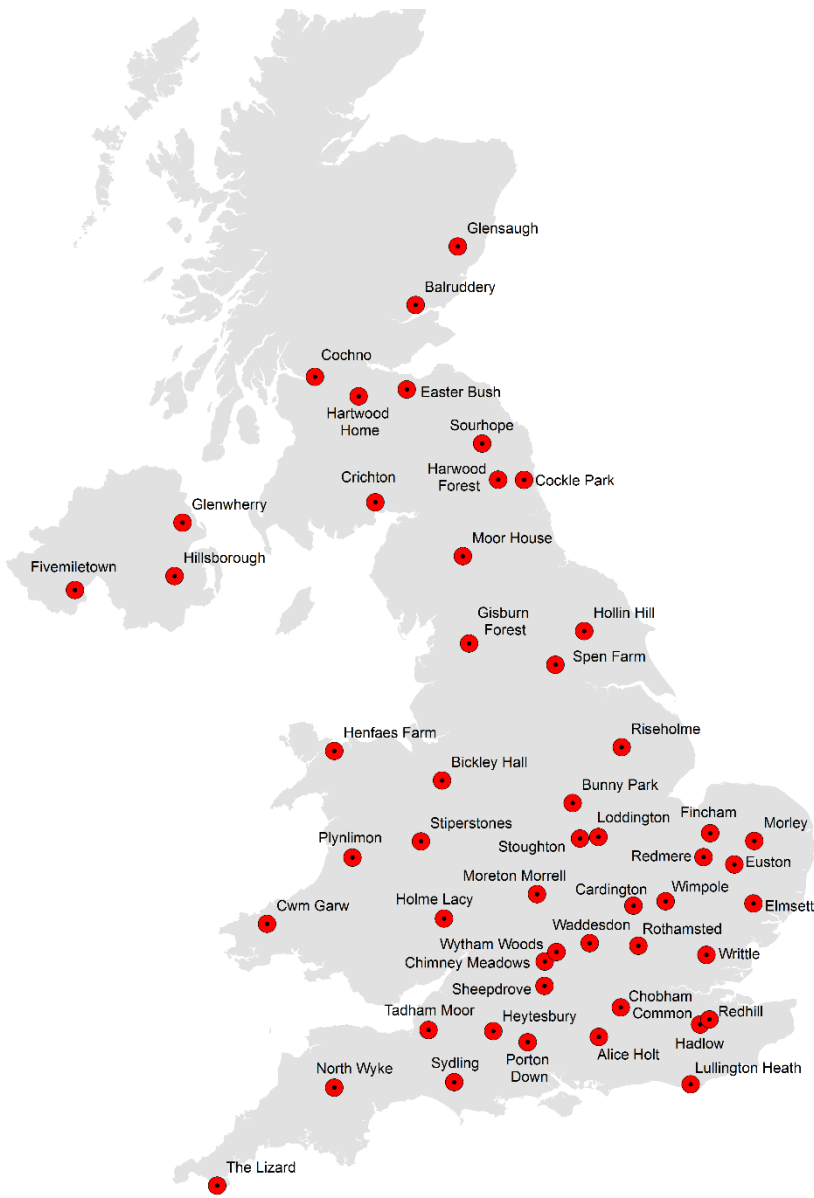 Glensaugh
Balruddery
Cochno
Easter Bush
Hartwood
Home
Sourhope
Harwood
Forest
Cockle Park
Crichton
Glenwherry
Moor House
Hillsborough
Fivemiletown
Gisburn
Forest
Hollin Hill
Spen Farm
Henfaes Farm
Riseholme
Bickley Hall
Bunny Park
Loddington
Fincham
Morley
Stiperstones
Stoughton
Plynlimon
Redmere
Euston
Moreton Morrell
Cardington
Wimpole
Holme Lacy
Elmsett
Cwm Garw
Waddesdon
Rothamsted
Wytham Woods
Writtle
Chimney Meadows
Sheepdrove
Chobham
Common
Tadham Moor
Heytesbury
Redhill
Hadlow
Alice Holt
Porton
Down
North Wyke
Sydling
Lullington Heath
The Lizard